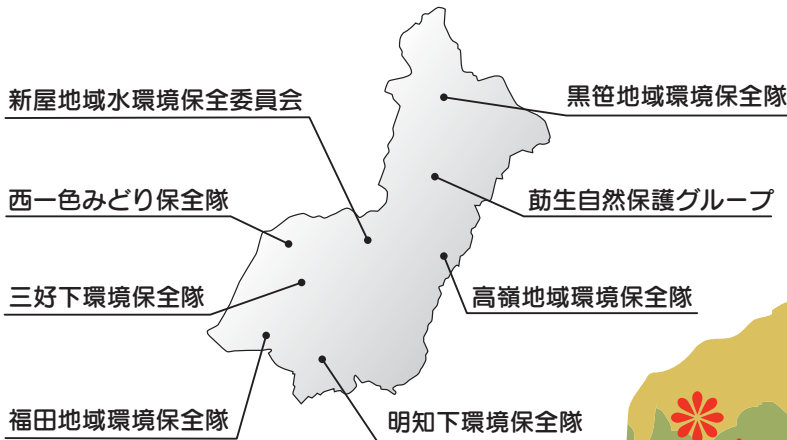 新屋地域水環境保全委員会
黒笹地域環境保全隊
西一色みどり保全隊
莇生自然保護グループ
三好下環境保全隊
高嶺地域環境保全隊
福田地域環境保全隊
明知下環境保全隊